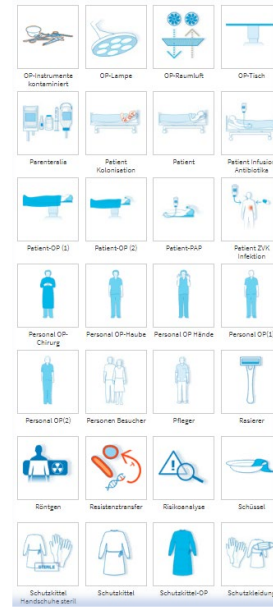 OP-Instrumente
kontaminiert
OP-Lampe
OP-Raumluft
OP-Tisch
Parenteralia
Patient
Kolonisation
Patient
Patient Infusion
Antibiotika
Patient-OP (1)
Patient-OP (2)
Patient-PAP
Patient ZVK
Infektion
Personal OP-
Chirurg
Personal OP-Haube
Personal OP Hände
Personal OP(1)
Personal OP(2)
Personen Besucher
Pfleger
Rasierer
Röntgen
Resistenztransfer
Risikoanalyse
Schüssel
STERILE
Schutzkittel
Handschuhe steril
Schutzkittel
Schutzkittel-OP
Schutzkleidung